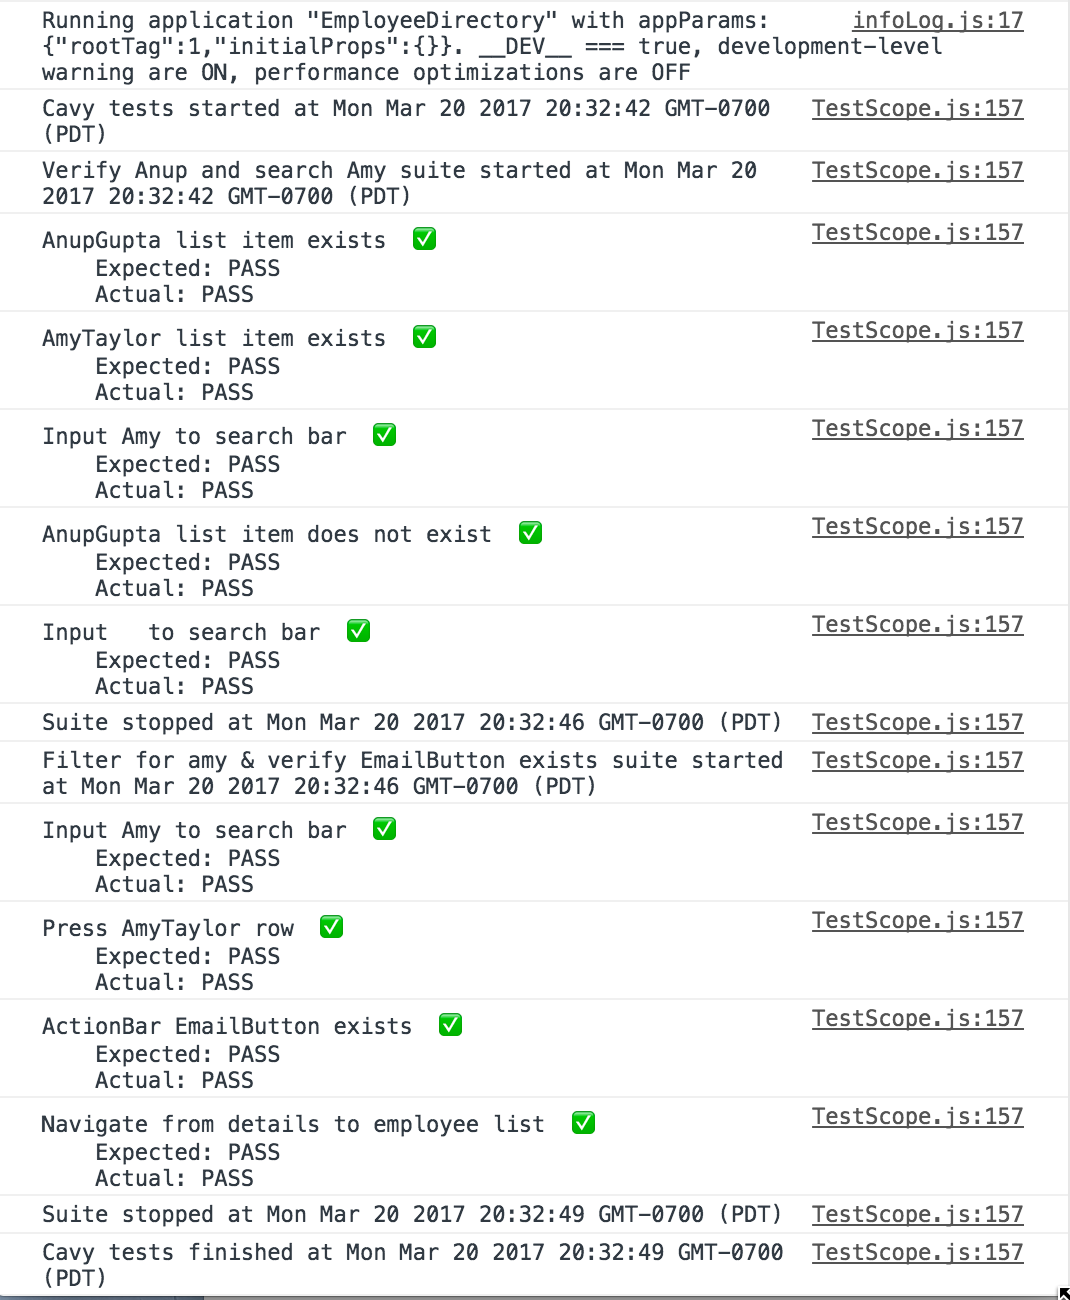 Running application "EmployeeDirectory" with appParams: infoLog.js:17
{"rootTag":1,"initialProps":{}}. __DEV__ === true, development-level
warning are ON, performance optimizations are OFF
Cavy tests started at Mon Mar 20 2017 20:32:42 GMT-0700 TestScope.js:157
(PDT)
Verify Anup and search Amy suite started at Mon Mar 20 TestScope.js:157
2017 20:32:42 GMT-0700 (PDT)
AnupGupta list item exists ✅ TestScope.js:157
Expected: PASS
Actual: PASS
AmyTaylor list item exists ✅ TestScope.js:157
Expected: PASS
Actual: PASS
Input Amy to search bar ✅ TestScope.js:157
Expected: PASS
Actual: PASS
AnupGupta list item does not exist ✅ TestScope.js:157
Expected: PASS
Actual: PASS
Input   to search bar ✅ TestScope.js:157
Expected: PASS
Actual: PASS
Suite stopped at Mon Mar 20 2017 20:32:46 GMT-0700 (PDT) TestScope.js:157
Filter for amy & verify EmailButton exists suite started TestScope.js:157
at Mon Mar 20 2017 20:32:46 GMT-0700 (PDT)
Input Amy to search bar ✅ TestScope.js:157
Expected: PASS
Actual: PASS
Press AmyTaylor row ✅ TestScope.js:157
Expected: PASS
Actual: PASS
ActionBar EmailButton exists ✅ TestScope.js:157
Expected: PASS
Actual: PASS
Navigate from details to employee list ✅ TestScope.js:157
Expected: PASS
Actual: PASS
Suite stopped at Mon Mar 20 2017 20:32:49 GMT-0700 (PDT) TestScope.js:157
Cavy tests finished at Mon Mar 20 2017 20:32:49 GMT-0700 TestScope.js:157
(PDT)